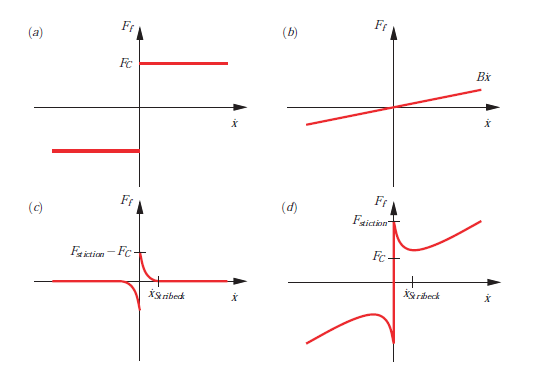 (a)
F_f
F_C
ẋ
(b)
F_f
Bẋ
ẋ
(c)
F_f
F_stiction − F_C
ẋ_Stribeck
ẋ
(d)
F_f
F_stiction
F_C
ẋ_Stribeck
ẋ